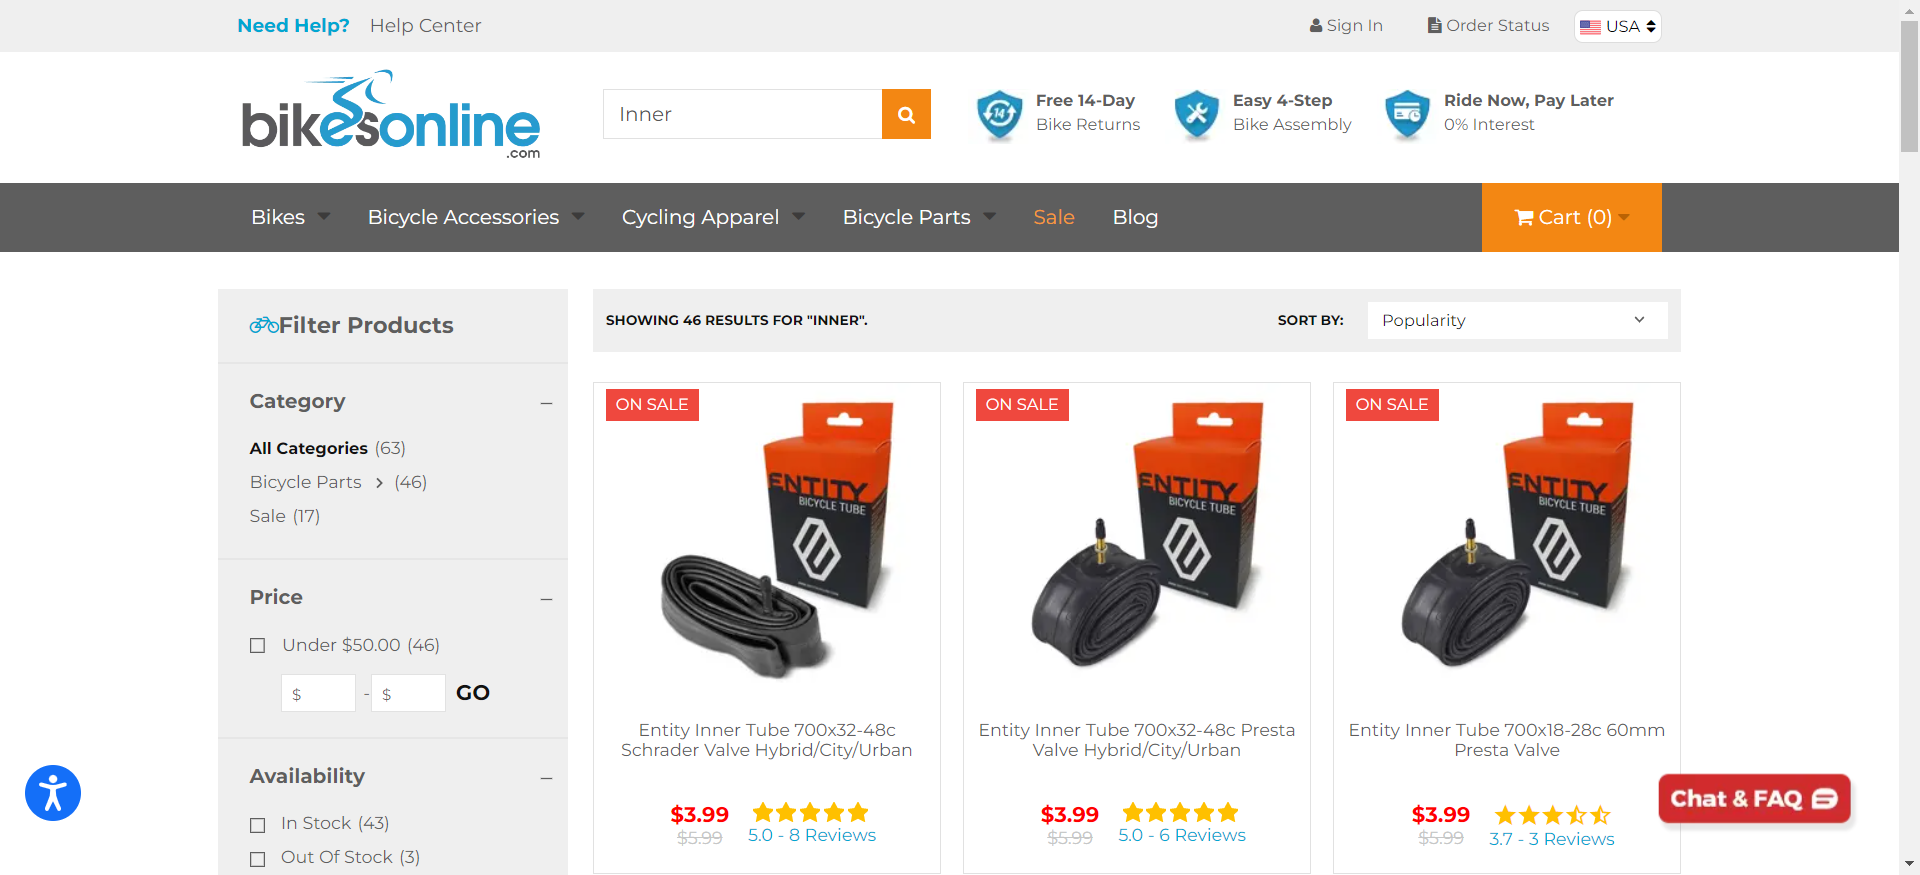 Need Help? Help Center
Sign In Order Status USA
bikesonline
.com
Inner
14
Free 14-Day
Bike Returns
Easy 4-Step
Bike Assembly
Ride Now, Pay Later
0% Interest
Bikes Bicycle Accessories Cycling Apparel Bicycle Parts Sale Blog Cart (0)
Filter Products
Category –
All Categories (63)
Bicycle Parts > (46)
Sale (17)
Price –
Under $50.00 (46)
$ - $ GO
Availability –
In Stock (43)
Out Of Stock (3)
SHOWING 46 RESULTS FOR "INNER".
SORT BY: Popularity
ON SALE
ENTITY
BICYCLE TUBE
Entity Inner Tube 700x32-48c
Schrader Valve Hybrid/City/Urban
$3.99
$5.99
5.0 - 8 Reviews
ON SALE
ENTITY
BICYCLE TUBE
Entity Inner Tube 700x32-48c Presta
Valve Hybrid/City/Urban
$3.99
$5.99
5.0 - 6 Reviews
ON SALE
ENTITY
BICYCLE TUBE
Entity Inner Tube 700x18-28c 60mm
Presta Valve
$3.99
$5.99
3.7 - 3 Reviews
Chat & FAQ